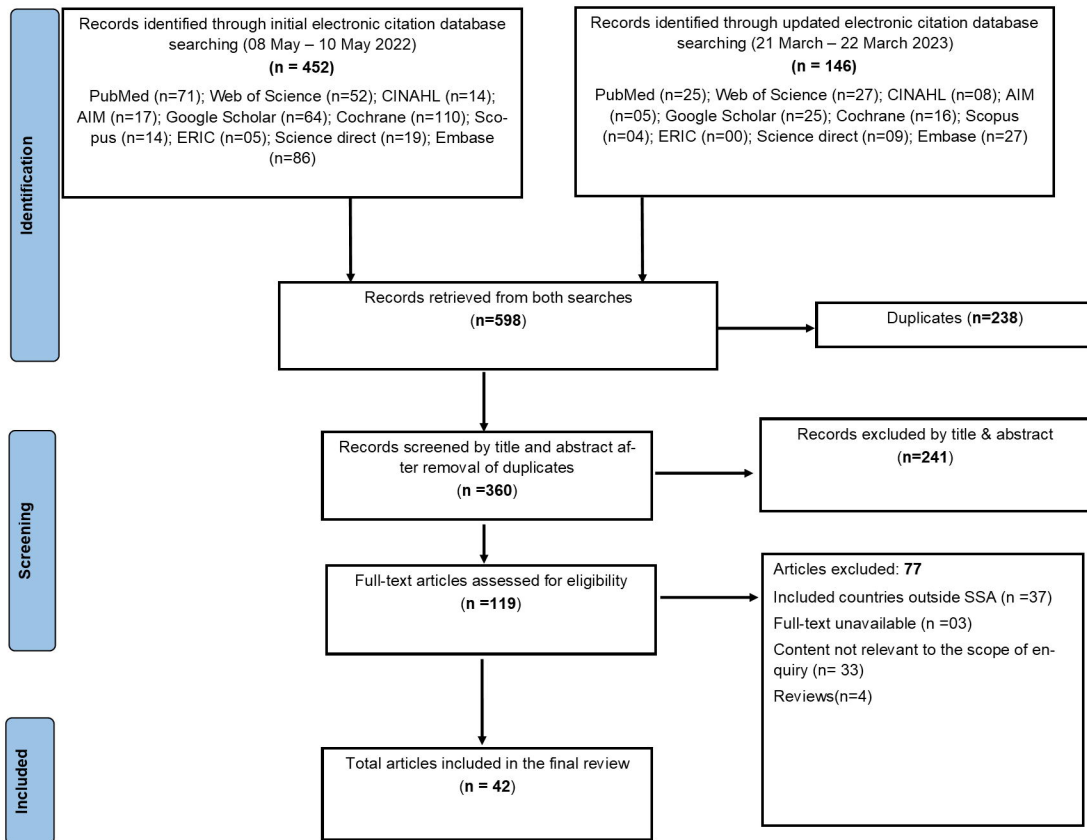 Identification
Records identified through initial electronic citation database
searching (08 May – 10 May 2022)
(n = 452)
PubMed (n=71); Web of Science (n=52); CINAHL (n=14);
AIM (n=17); Google Scholar (n=64); Cochrane (n=110); Sco-
pus (n=14); ERIC (n=05); Science direct (n=19); Embase
(n=86)
Records identified through updated electronic citation database
searching (21 March – 22 March 2023)
(n = 146)
PubMed (n=25); Web of Science (n=27); CINAHL (n=08); AIM
(n=05); Google Scholar (n=25); Cochrane (n=16); Scopus
(n=04); ERIC (n=00); Science direct (n=09); Embase (n=27)
Records retrieved from both searches
(n=598)
Duplicates (n=238)
Screening
Records screened by title and abstract af-
ter removal of duplicates
(n =360)
Records excluded by title & abstract
(n=241)
Full-text articles assessed for eligibility
(n =119)
Articles excluded: 77
Included countries outside SSA (n =37)
Full-text unavailable (n =03)
Content not relevant to the scope of en-
quiry (n= 33)
Reviews(n=4)
Included
Total articles included in the final review
(n = 42)